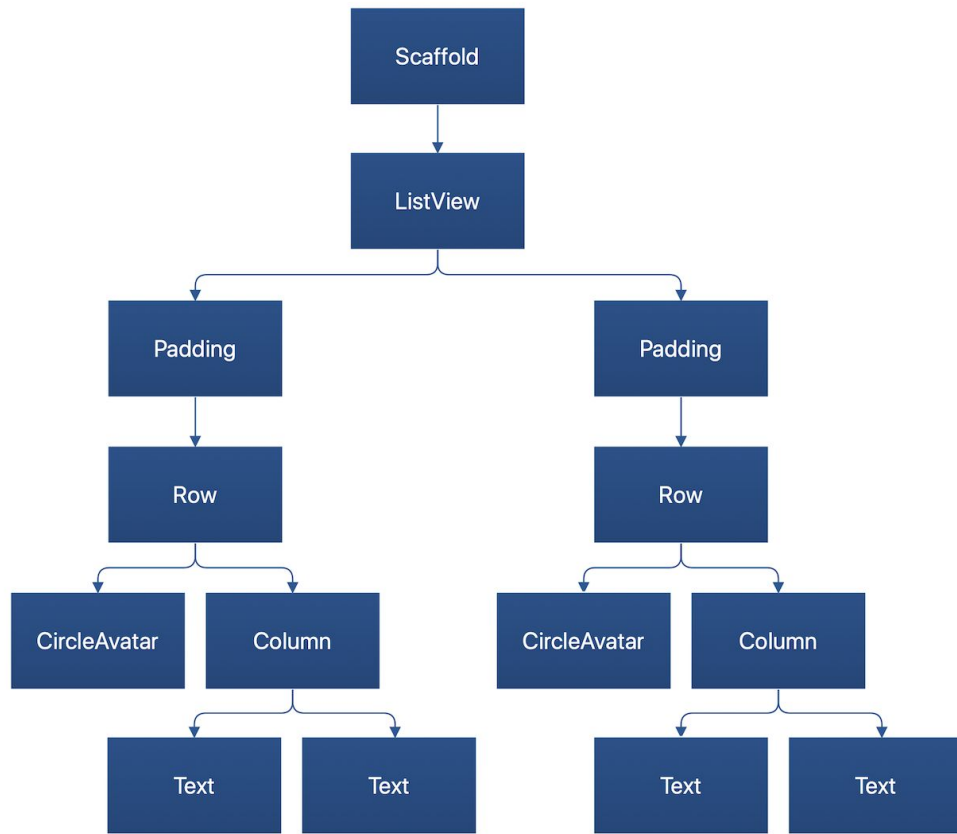 Scaffold
ListView
Padding
Padding
Row
Row
CircleAvatar
Column
CircleAvatar
Column
Text
Text
Text
Text